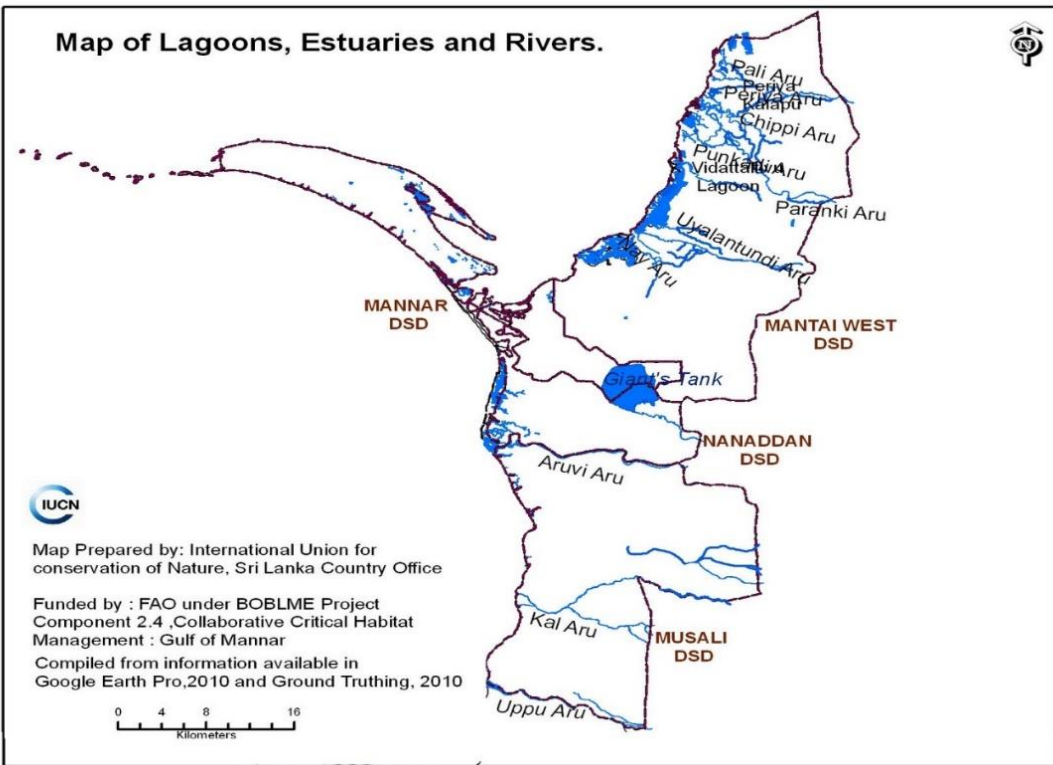 Map of Lagoons, Estuaries and Rivers.
N
Pali Aru
Periya
Periya Aru
Kalapu
Chippi Aru
Punkadi Aru
Vidattaltivu
Lagoon
Paranki Aru
Uyalantundi Aru
Nay Aru
MANNAR
DSD
MANTAI WEST
DSD
Giant's Tank
NANADDAN
DSD
Aruvi Aru
IUCN
Map Prepared by: International Union for
conservation of Nature, Sri Lanka Country Office
Funded by : FAO under BOBLME Project
Component 2.4 ,Collaborative Critical Habitat
Management : Gulf of Mannar
Compiled from information available in
Google Earth Pro,2010 and Ground Truthing, 2010
Kal Aru
MUSALI
DSD
Uppu Aru
0 4 8 16
Kilometers